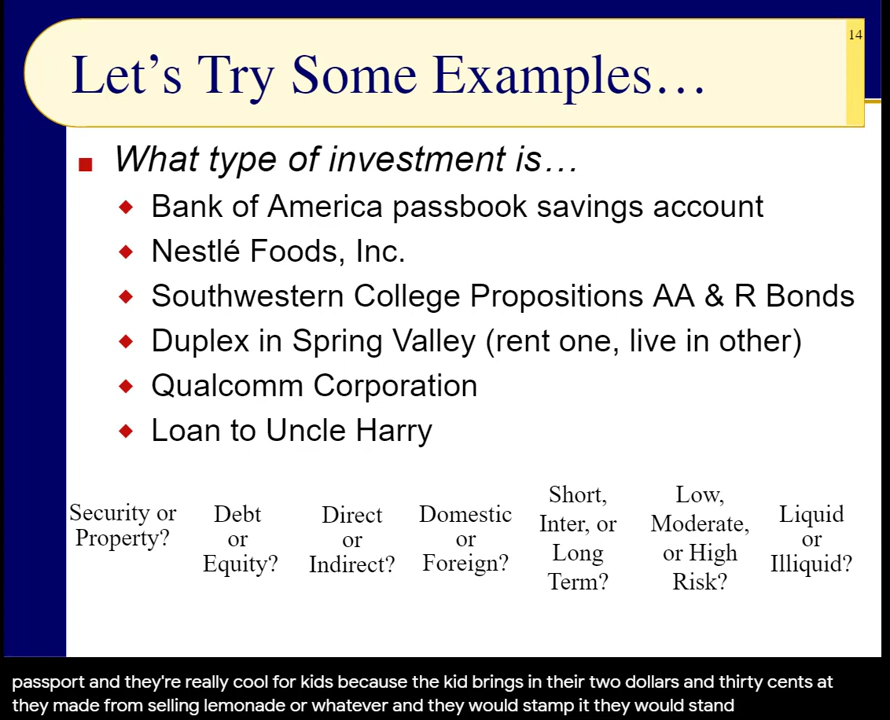 14
Let's Try Some Examples…
What type of investment is…
Bank of America passbook savings account
Nestlé Foods, Inc.
Southwestern College Propositions AA & R Bonds
Duplex in Spring Valley (rent one, live in other)
Qualcomm Corporation
Loan to Uncle Harry
Security or
Property?
Debt
or
Equity?
Direct
or
Indirect?
Domestic
or
Foreign?
Short,
Inter, or
Long
Term?
Low,
Moderate,
or High
Risk?
Liquid
or
Illiquid?
passport and they're really cool for kids because the kid brings in their two dollars and thirty cents at
they made from selling lemonade or whatever and they would stamp it they would stand